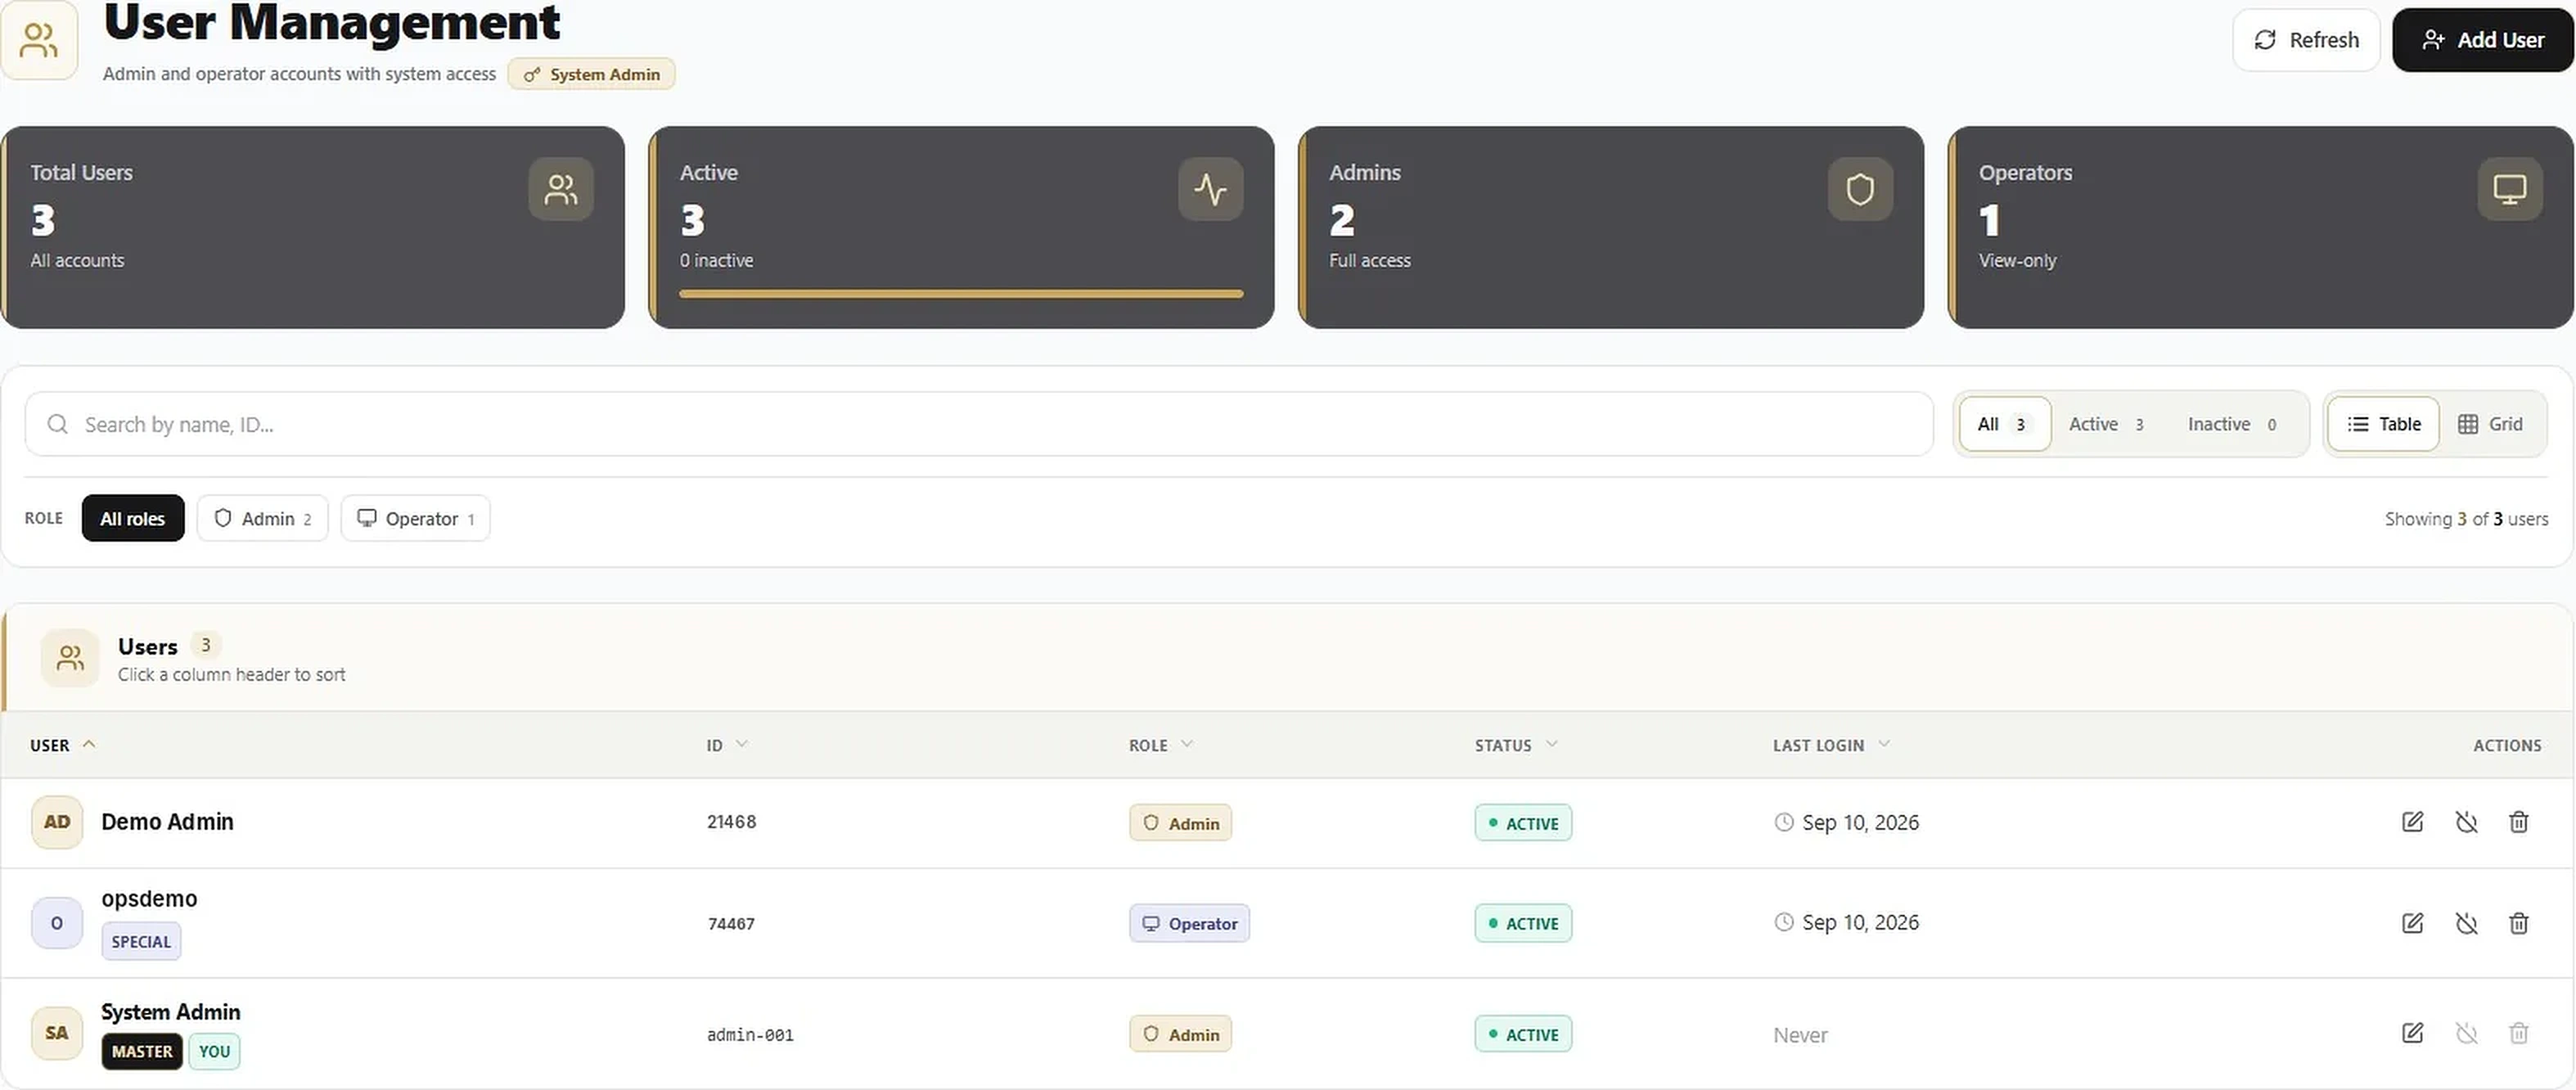 User Management
Admin and operator accounts with system access
System Admin
Refresh
Add User
Total Users
3
All accounts
Active
3
0 inactive
Admins
2
Full access
Operators
1
View-only
Search by name, ID...
All 3
Active 3
Inactive 0
Table
Grid
ROLE
All roles
Admin 2
Operator 1
Showing 3 of 3 users
Users 3
Click a column header to sort
USER ID ROLE STATUS LAST LOGIN ACTIONS
AD Demo Admin 21468 Admin ACTIVE Sep 10, 2026
O opsdemo 74467 Operator ACTIVE Sep 10, 2026
SPECIAL
SA System Admin admin-001 Admin ACTIVE Never
MASTER YOU